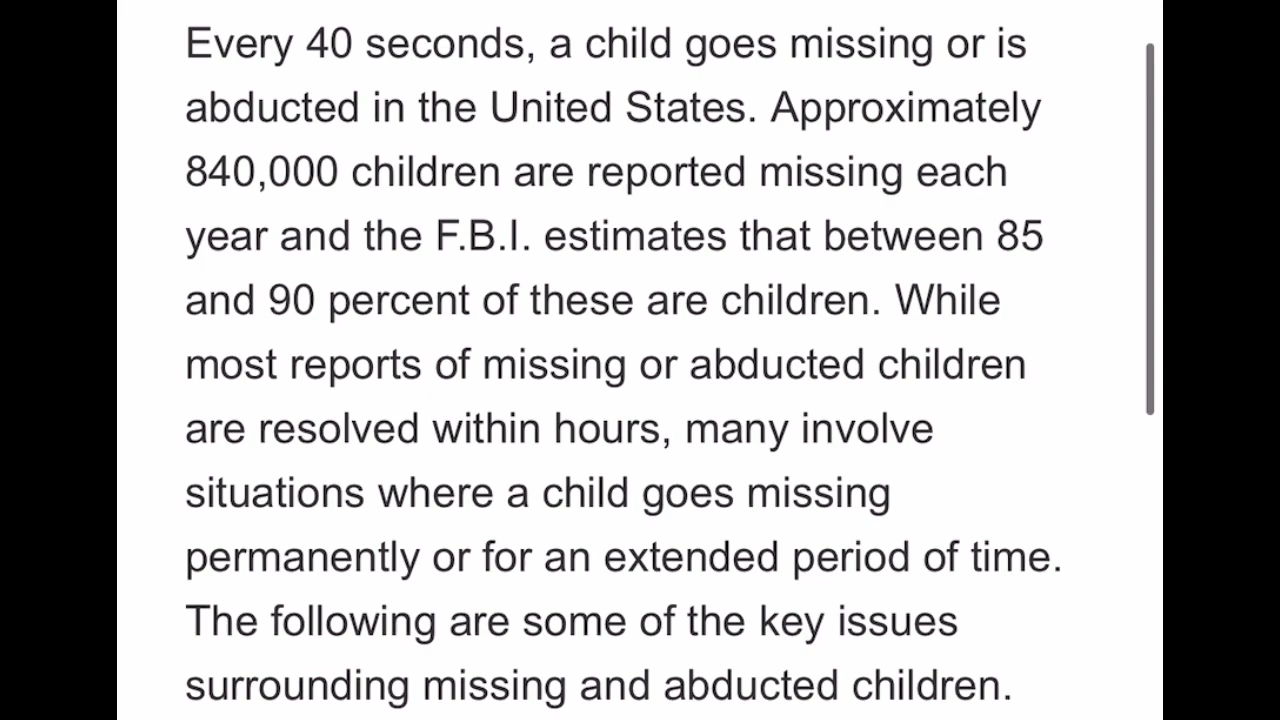 Every 40 seconds, a child goes missing or is
abducted in the United States. Approximately
840,000 children are reported missing each
year and the F.B.I. estimates that between 85
and 90 percent of these are children. While
most reports of missing or abducted children
are resolved within hours, many involve
situations where a child goes missing
permanently or for an extended period of time.
The following are some of the key issues
surrounding missing and abducted children.